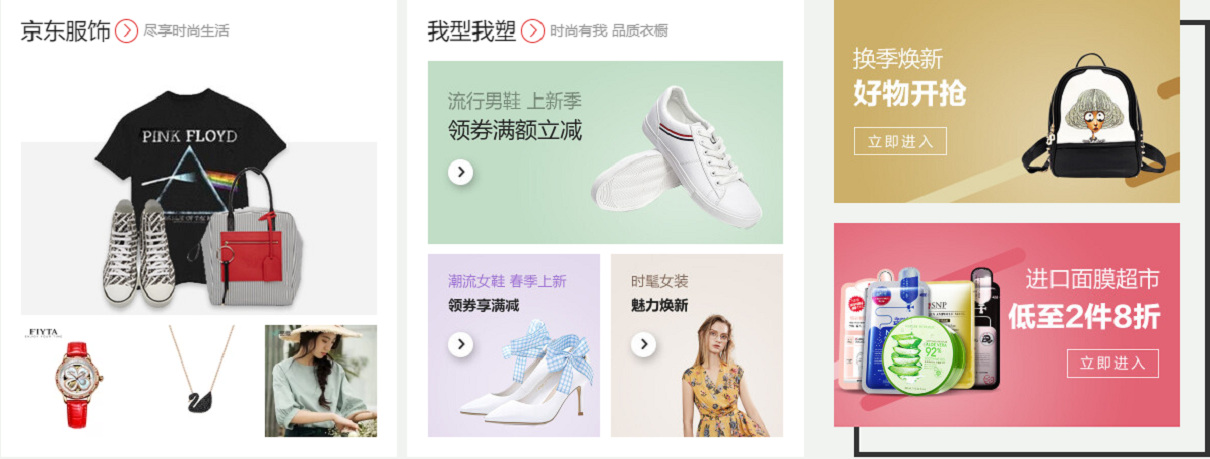 京东服饰
尽享时尚生活
PINK FLOYD
FIYTA
我型我塑
时尚有我 品质衣橱
流行男鞋 上新季
领券满额立减
潮流女鞋 春季上新
领券享满减
时髦女装
魅力焕新
换季焕新
好物开抢
立即进入
进口面膜超市
低至2件8折
立即进入
SNP
92%